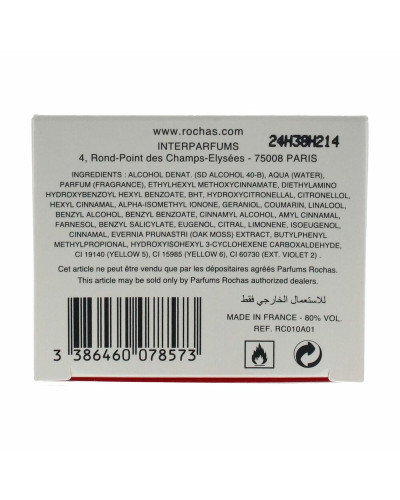 www.rochas.com
24H38H214
INTERPARFUMS
4, Rond-Point des Champs-Elysées - 75008 PARIS
INGREDIENTS : ALCOHOL DENAT. (SD ALCOHOL 40-B), AQUA (WATER),
PARFUM (FRAGRANCE), ETHYLHEXYL METHOXYCINNAMATE, DIETHYLAMINO
HYDROXYBENZOYL HEXYL BENZOATE, BHT, HYDROXYCITRONELLAL, CITRONELLOL,
HEXYL CINNAMAL, ALPHA-ISOMETHYL IONONE, GERANIOL, COUMARIN, LINALOOL,
BENZYL ALCOHOL, BENZYL BENZOATE, CINNAMYL ALCOHOL, AMYL CINNAMAL,
FARNESOL, BENZYL SALICYLATE, EUGENOL, CITRAL, LIMONENE, ISOEUGENOL,
CINNAMAL, EVERNIA PRUNASTRI (OAK MOSS) EXTRACT, BUTYLPHENYL
METHYLPROPIONAL, HYDROXYISOHEXYL 3-CYCLOHEXENE CARBOXALDEHYDE,
CI 19140 (YELLOW 5), CI 15985 (YELLOW 6), CI 60730 (EXT. VIOLET 2) .
Cet article ne peut être vendu que par les dépositaires agréés Parfums Rochas.
This article may be sold only by Parfums Rochas authorized dealers.
للاستعمال الخارجي فقط
MADE IN FRANCE - 80% VOL.
REF. RC010A01
3 386460 078573